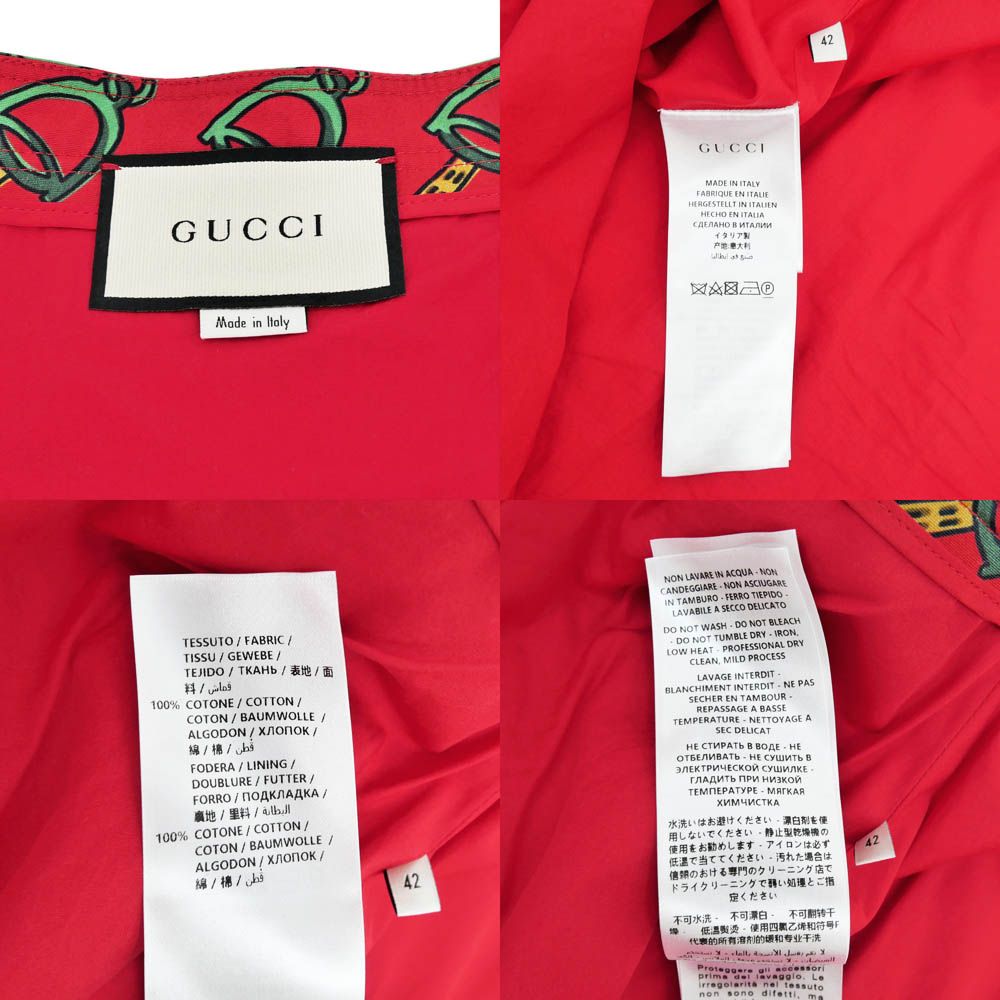 GUCCI
Made in Italy
42
GUCCI
MADE IN ITALY
FABRIQUE EN ITALIE
HERGESTELLT IN ITALIEN
HECHO EN ITALIA
СДЕЛАНО В ИТАЛИИ
イタリア製
产地:意大利
صنع في إيطاليا
P
TESSUTO / FABRIC /
TISSU / GEWEBE /
TEJIDO / ТКАНЬ / 表地 / 面
料 / قماش /
100% COTONE / COTTON /
COTON / BAUMWOLLE /
ALGODON / ХЛОПОК /
綿 / 棉 / قطن /
FODERA / LINING /
DOUBLURE / FUTTER /
FORRO / ПОДКЛАДКА /
裏地 / 里料 / البطانة /
100% COTONE / COTTON /
COTON / BAUMWOLLE /
ALGODON / ХЛОПОК /
綿 / 棉 / قطن /
42
NON LAVARE IN ACQUA - NON
CANDEGGIARE - NON ASCIUGARE
IN TAMBURO - FERRO TIEPIDO -
LAVABILE A SECCO DELICATO
DO NOT WASH - DO NOT BLEACH
- DO NOT TUMBLE DRY - IRON,
LOW HEAT - PROFESSIONAL DRY
CLEAN, MILD PROCESS
LAVAGE INTERDIT -
BLANCHIMENT INTERDIT - NE PAS
SECHER EN TAMBOUR -
REPASSAGE A BASSE
TEMPERATURE - NETTOYAGE A
SEC DELICAT
НЕ СТИРАТЬ В ВОДЕ - НЕ
ОТБЕЛИВАТЬ - НЕ СУШИТЬ В
ЭЛЕКТРИЧЕСКОЙ СУШИЛКЕ -
ГЛАДИТЬ ПРИ НИЗКОЙ
ТЕМПЕРАТУРЕ - МЯГКАЯ
ХИМЧИСТКА
水洗いはお避けください - 漂白剤を使
用しないでください - 静止型乾燥機の
使用をお勧めします - アイロンは必ず
低温で当ててください - 汚れた場合は
信頼のおける専門のクリーニング店で
ドライクリーニングで弱い処理とご指
定ください
不可水洗 - 不可漂白 - 不可翻转干
燥 - 低温熨烫 - 使用四氯乙烯和符号F
代表的所有溶剂的缓和专业干洗
Proteggere gli accessori
prima del lavaggio. Le
irregolarità nel tessuto
non sono difetti, ma
42